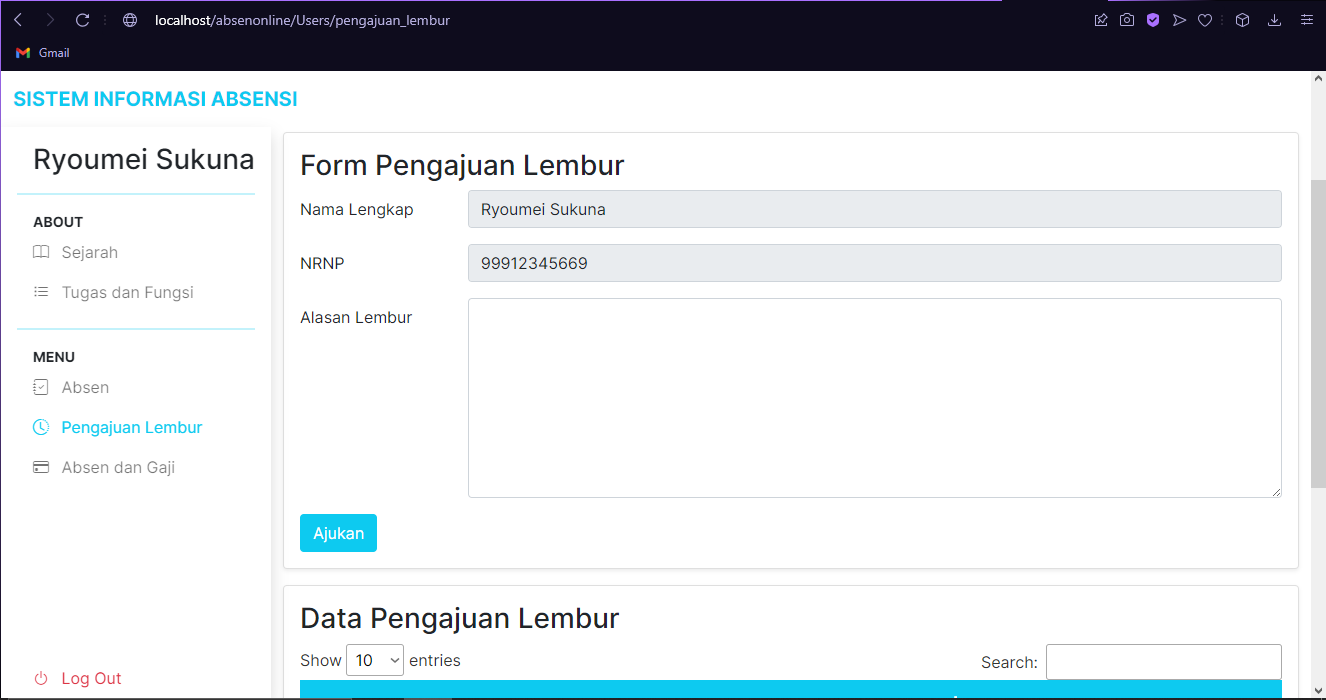 localhost/absenonline/Users/pengajuan_lembur
Gmail
SISTEM INFORMASI ABSENSI
Ryoumei Sukuna
ABOUT
Sejarah
Tugas dan Fungsi
MENU
Absen
Pengajuan Lembur
Absen dan Gaji
Log Out
Form Pengajuan Lembur
Nama Lengkap Ryoumei Sukuna
NRNP 99912345669
Alasan Lembur
Ajukan
Data Pengajuan Lembur
Show 10 entries Search: